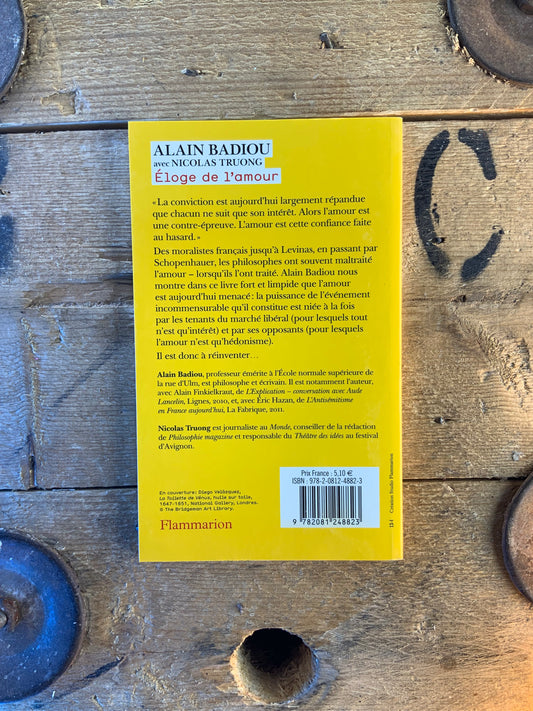 ALAIN BADIOU
avec NICOLAS TRUONG
Éloge de l'amour
« La conviction est aujourd'hui largement répandue
que chacun ne suit que son intérêt. Alors l'amour est
une contre-épreuve. L'amour est cette confiance faite
au hasard. »
Des moralistes français jusqu'à Levinas, en passant par
Schopenhauer, les philosophes ont souvent maltraité
l'amour – lorsqu'ils l'ont traité. Alain Badiou nous
montre dans ce livre fort et limpide que l'amour
est aujourd'hui menacé : la puissance de l'événement
incommensurable qu'il constitue est niée à la fois
par les tenants du marché libéral (pour lesquels tout
n'est qu'intérêt) et par ses opposants (pour lesquels
l'amour n'est qu'hédonisme).
Il est donc à réinventer…
Alain Badiou, professeur émérite à l'École normale supérieure de
la rue d'Ulm, est philosophe et écrivain. Il est notamment l'auteur,
avec Alain Finkielkraut, de L'Explication – conversation avec Aude
Lancelin, Lignes, 2010, et, avec Éric Hazan, de L'Antisémitisme
en France aujourd'hui, La Fabrique, 2011.
Nicolas Truong est journaliste au Monde, conseiller de la rédaction
de Philosophie magazine et responsable du Théâtre des idées au festival
d'Avignon.
En couverture : Diego Velázquez,
La Toilette de Vénus, huile sur toile,
1647-1651, National Gallery, Londres.
© The Bridgeman Art Library.
Flammarion
Prix France : 5,10 €
ISBN : 978-2-0812-4882-3
9 782081 248823
Création Studio Flammarion
C